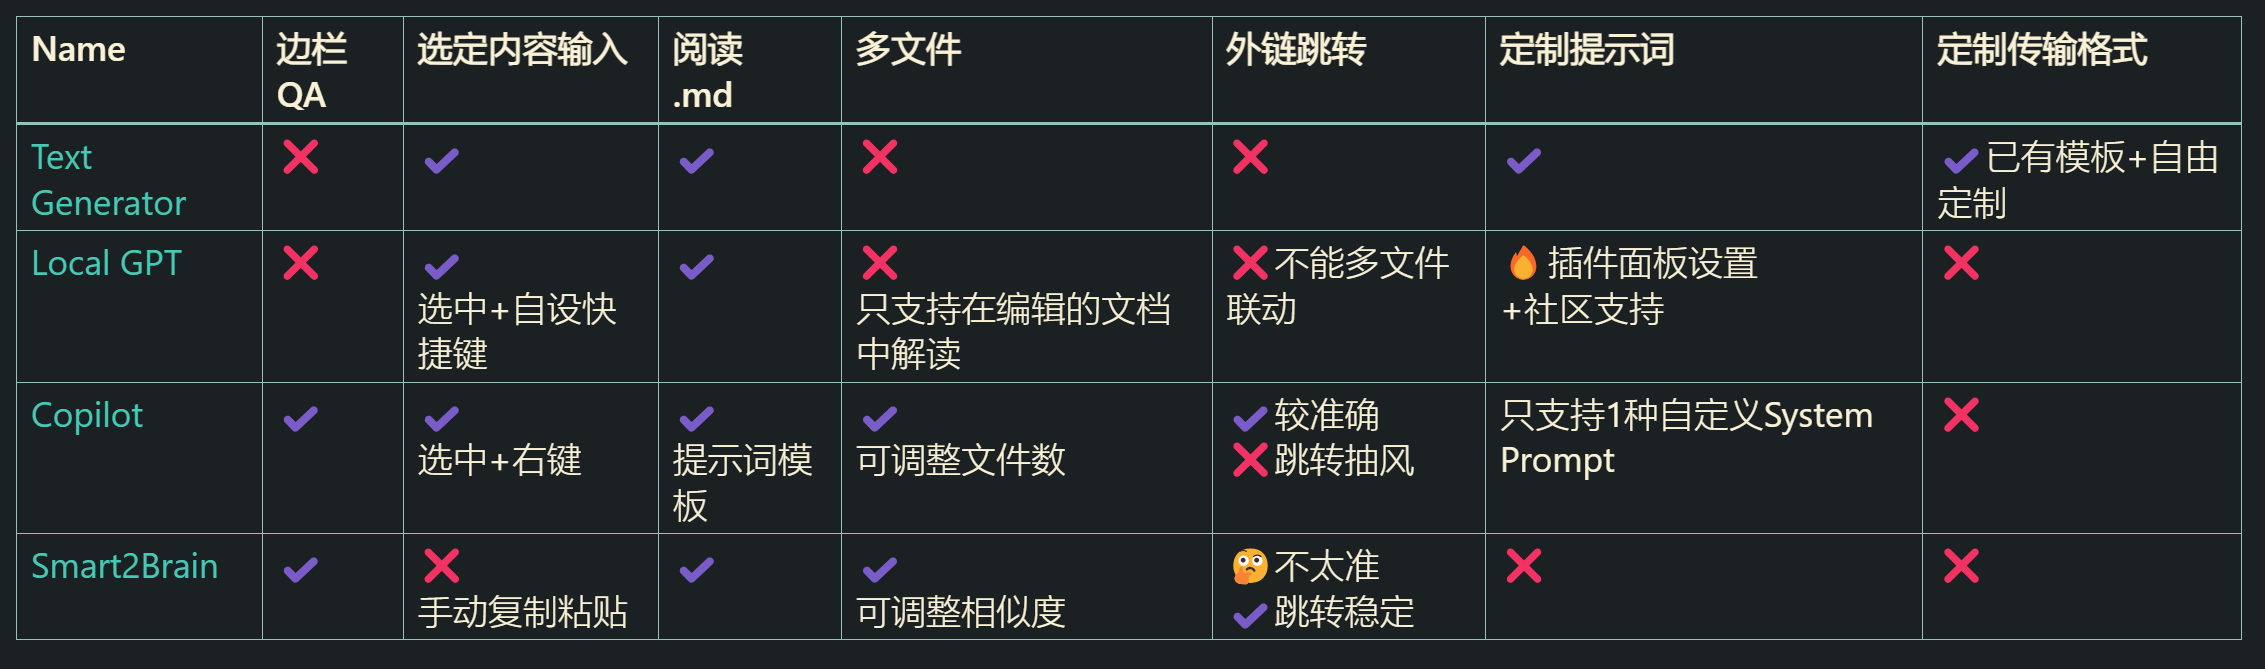 Name
边栏
QA
选定内容输入
阅读
.md
多文件
外链跳转
定制提示词
定制传输格式
Text
Generator
❌
✔
✔
❌
❌
✔
✔已有模板+自由
定制
Local GPT
❌
✔
选中+自设快
捷键
✔
❌
只支持在编辑的文档
中解读
❌不能多文件
联动
🔥 插件面板设置
+社区支持
❌
Copilot
✔
✔
选中+右键
✔
提示词模
板
✔
可调整文件数
✔较准确
❌跳转抽风
只支持1种自定义System
Prompt
❌
Smart2Brain
✔
❌
手动复制粘贴
✔
✔
可调整相似度
🤔不太准
✔跳转稳定
❌
❌